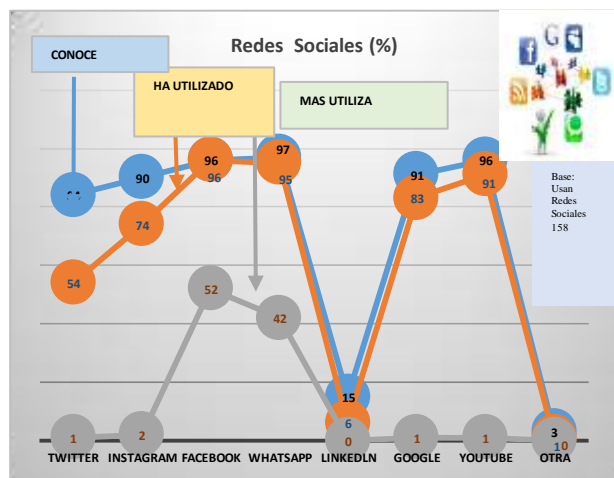 Redes Sociales (%)
CONOCE
HA UTILIZADO
MAS UTILIZA
Base:
Usan
Redes
Sociales
158
90
96
97
91
96
96
95
74
83
91
54
52
42
15
6
0
1
2
1
1
3
1
0
TWITTER
INSTAGRAM
FACEBOOK
WHATSAPP
LINKEDLN
GOOGLE
YOUTUBE
OTRA